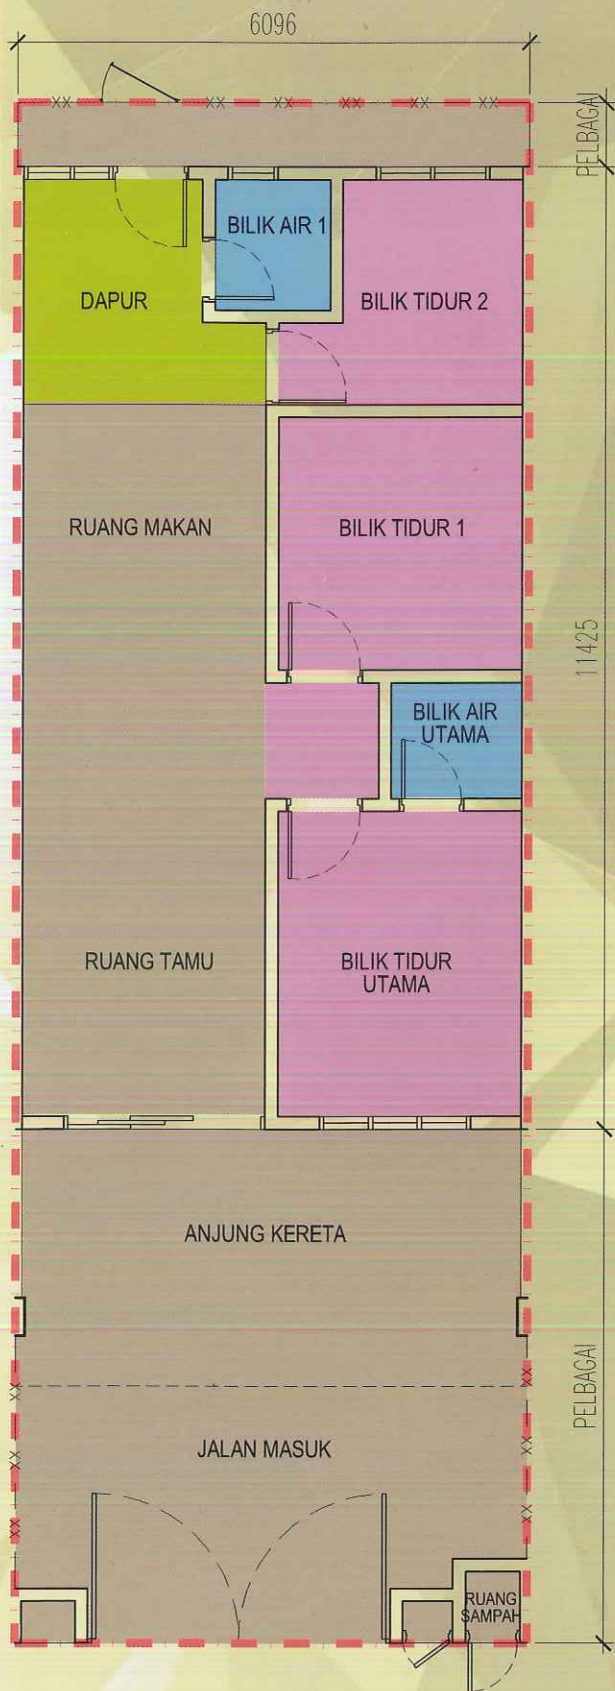 6096
PELBAGAI
BILIK AIR 1
DAPUR
BILIK TIDUR 2
RUANG MAKAN
BILIK TIDUR 1
11425
BILIK AIR
UTAMA
RUANG TAMU
BILIK TIDUR
UTAMA
ANJUNG KERETA
PELBAGAI
JALAN MASUK
RUANG
SAMPAH